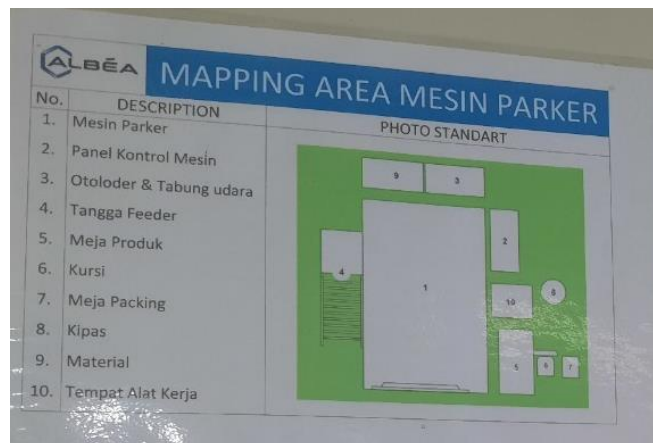 ALBÉA
MAPPING AREA MESIN PARKER
No. DESCRIPTION
PHOTO STANDART
1. Mesin Parker
2. Panel Kontrol Mesin
3. Otoloder & Tabung udara
4. Tangga Feeder
5. Meja Produk
6. Kursi
7. Meja Packing
8. Kipas
9. Material
10. Tempat Alat Kerja
9 3
2
4
1
10
5 7